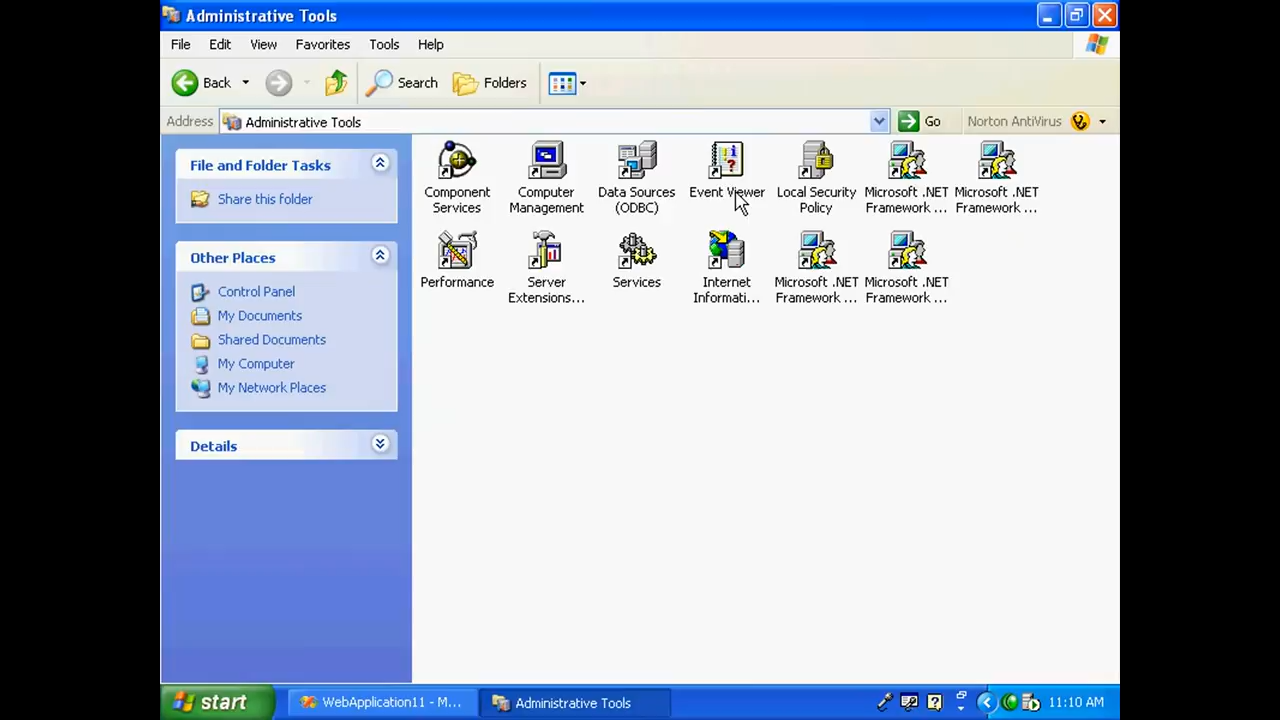 Administrative Tools
File Edit View Favorites Tools Help
Back Search Folders
Address Administrative Tools Go Norton AntiVirus
File and Folder Tasks
Share this folder
Other Places
Control Panel
My Documents
Shared Documents
My Computer
My Network Places
Details
Component Services
Computer Management
Data Sources (ODBC)
Event Viewer
Local Security Policy
Microsoft .NET Framework ...
Microsoft .NET Framework ...
Performance
Server Extensions...
Services
Internet Informati...
Microsoft .NET Framework ...
Microsoft .NET Framework ...
start WebApplication11 - M... Administrative Tools 11:10 AM